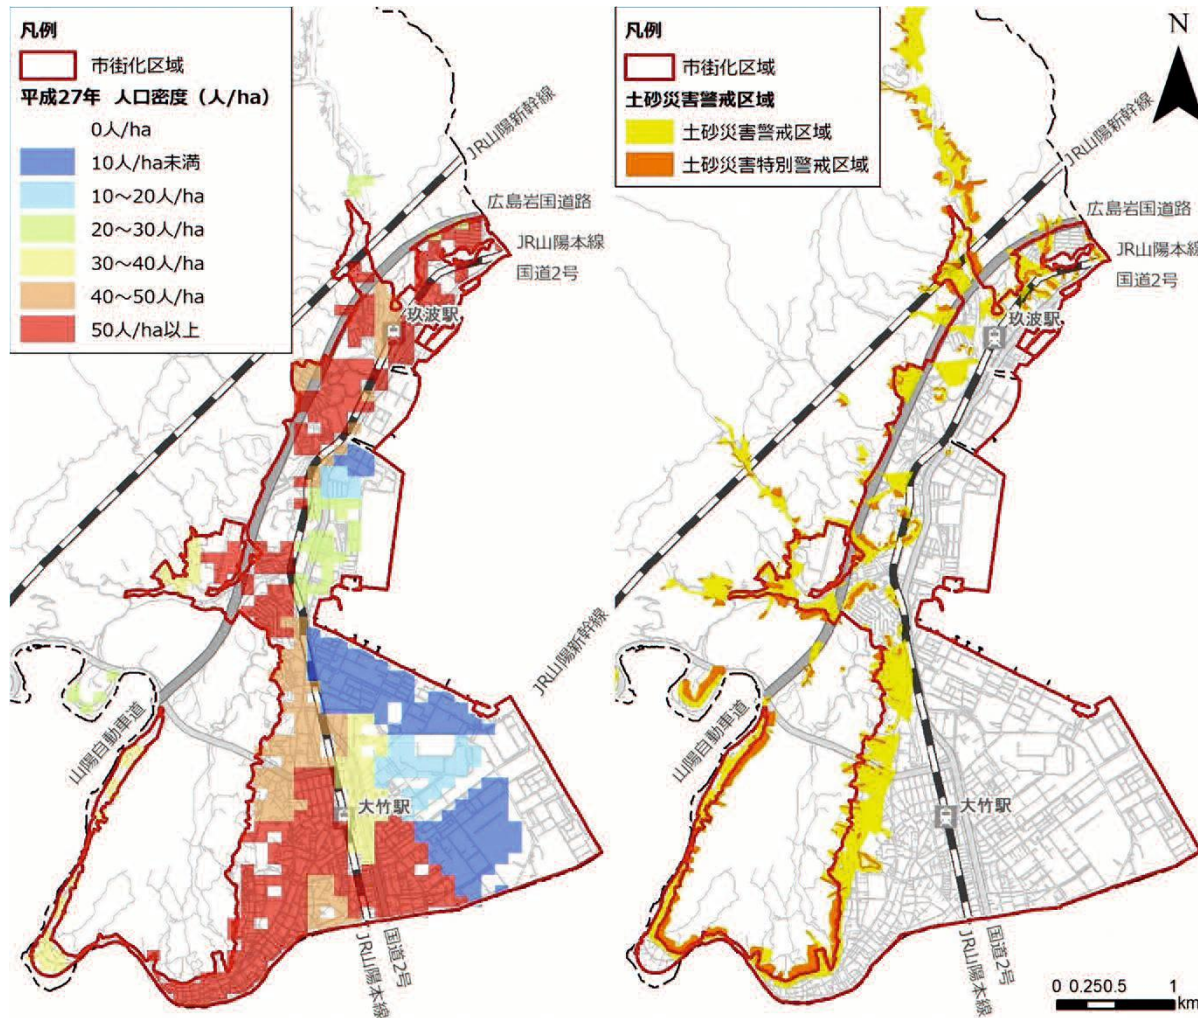 凡例
市街化区域
平成27年 人口密度（人/ha）
0人/ha
10人/ha未満
10～20人/ha
20～30人/ha
30～40人/ha
40～50人/ha
50人/ha以上
JR山陽新幹線
広島岩国道路
JR山陽本線
国道2号
玖波駅
JR山陽新幹線
山陽自動車道
大竹駅
国道2号
JR山陽本線
凡例
市街化区域
土砂災害警戒区域
土砂災害警戒区域
土砂災害特別警戒区域
N
JR山陽新幹線
広島岩国道路
JR山陽本線
国道2号
玖波駅
山陽自動車道
大竹駅
国道2号
JR山陽本線
0 0.25 0.5 1
km